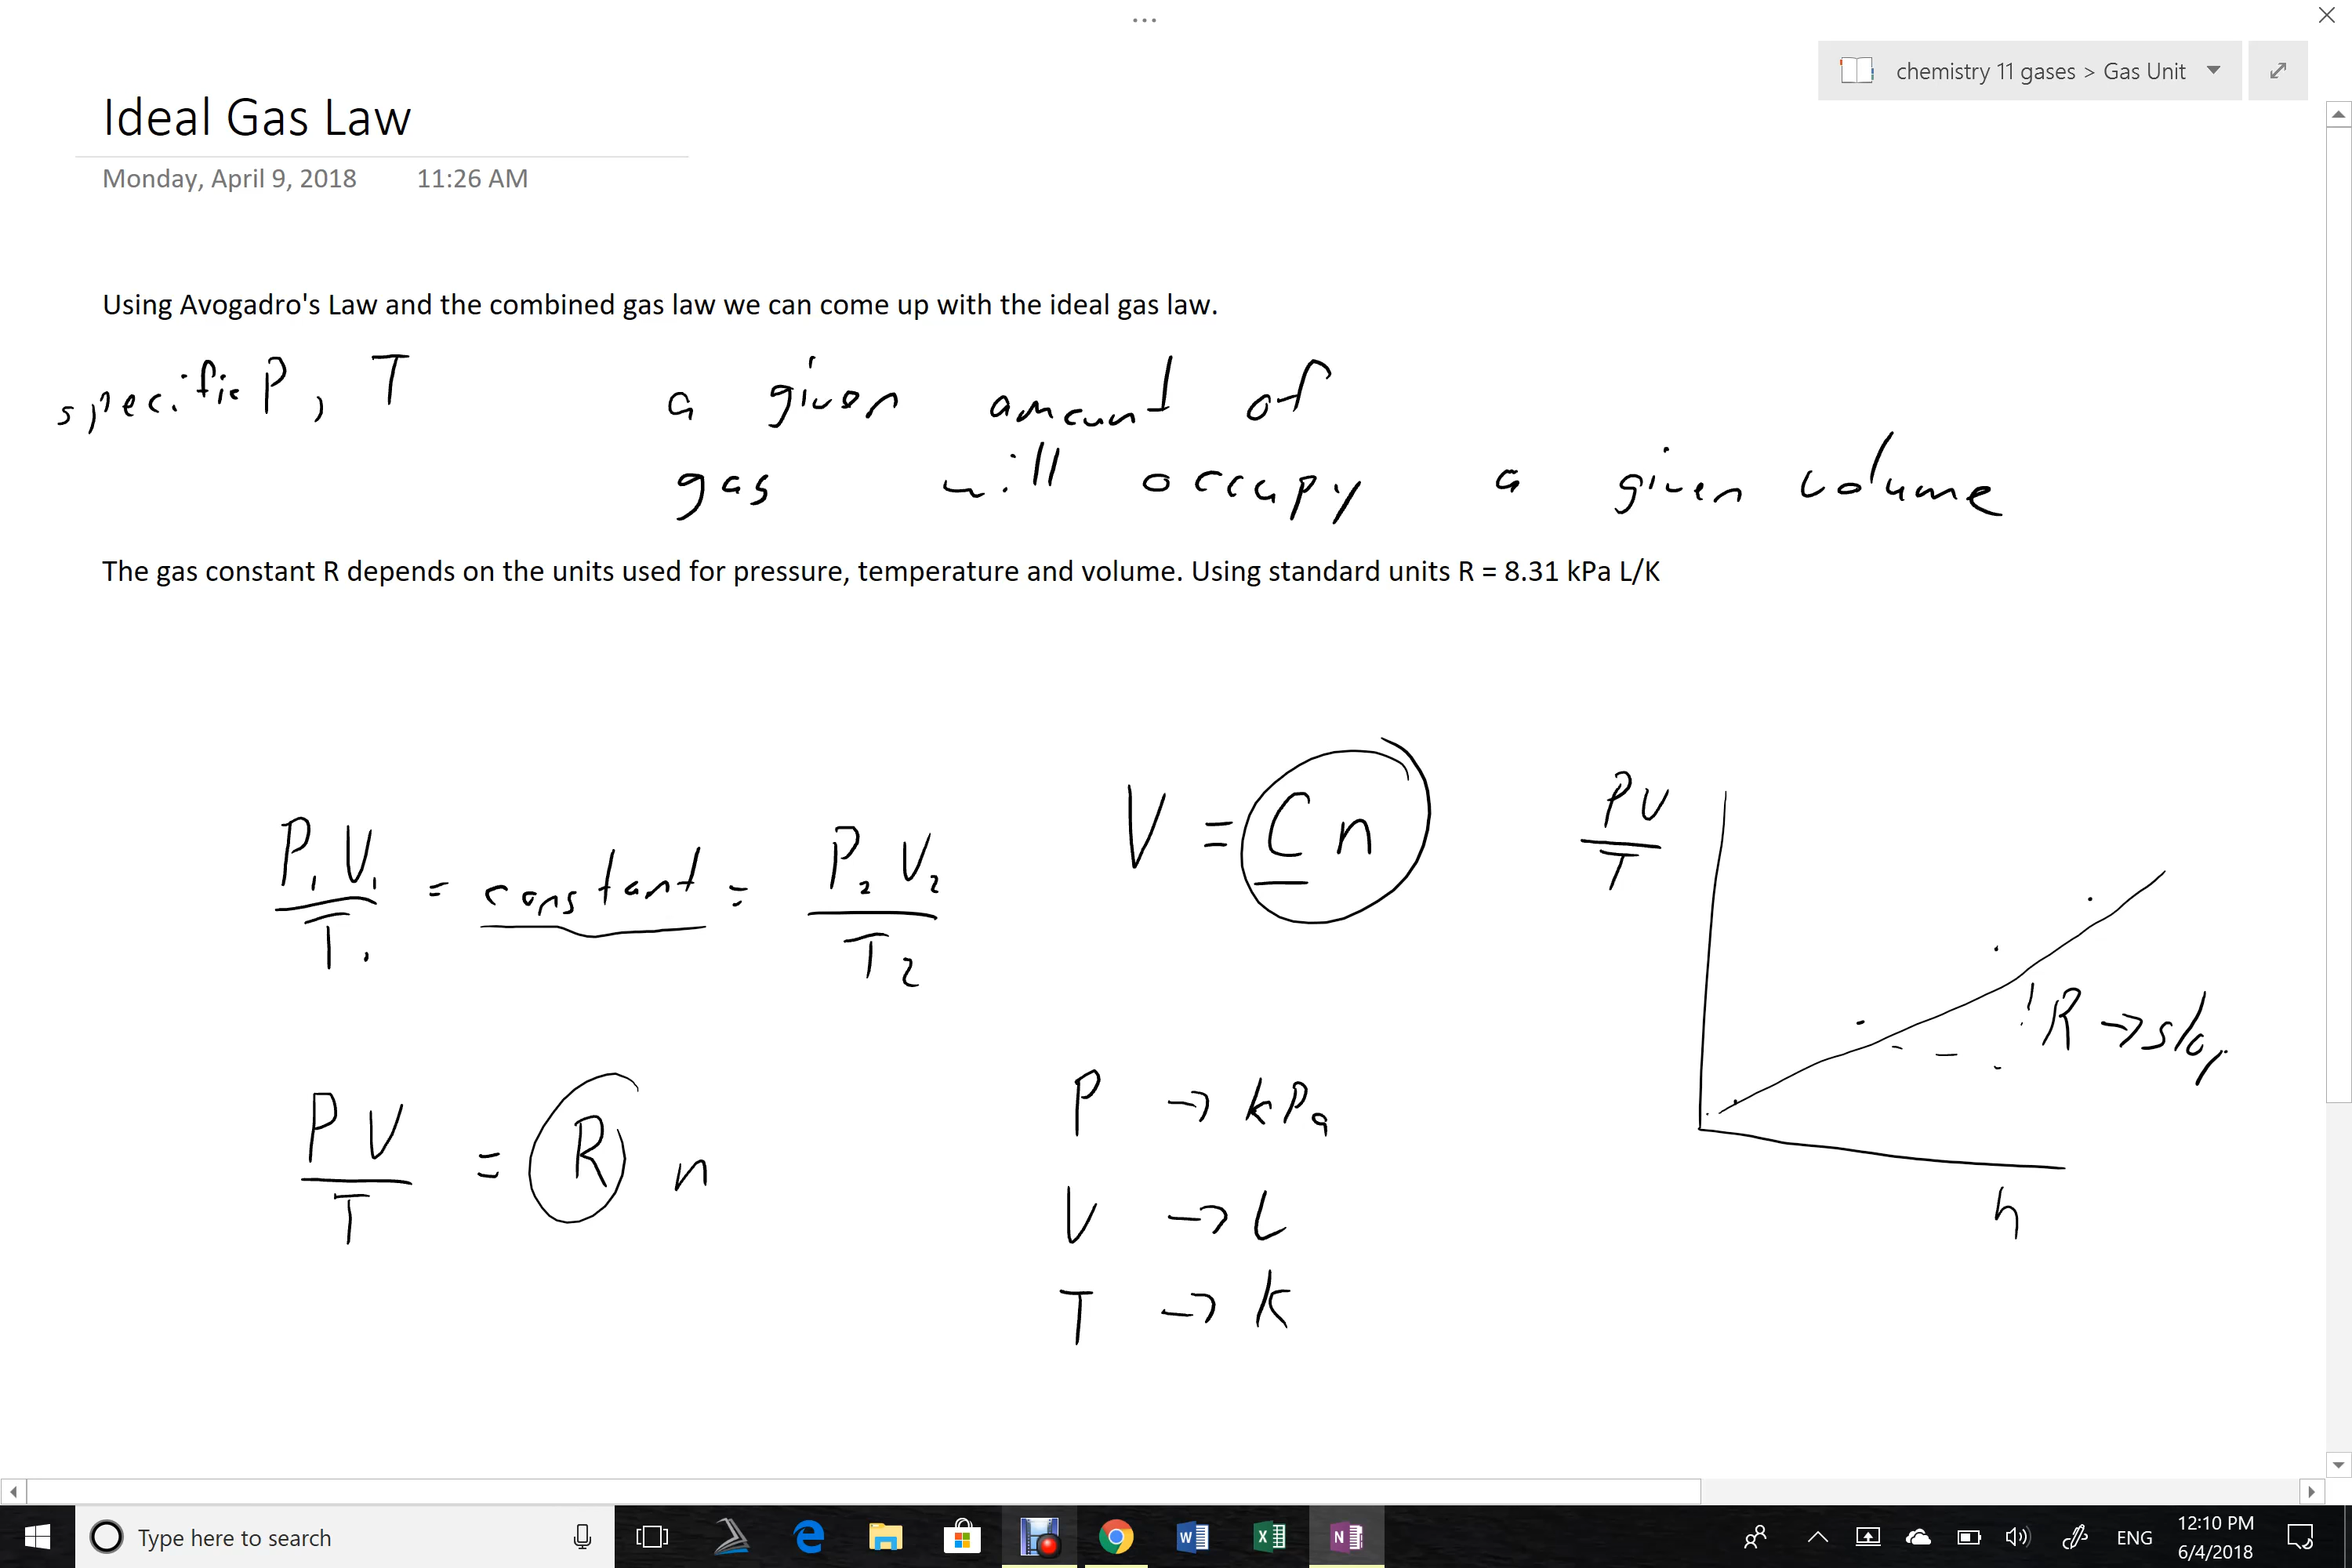 ...
chemistry 11 gases > Gas Unit
Ideal Gas Law
Monday, April 9, 2018 11:26 AM
Using Avogadro's Law and the combined gas law we can come up with the ideal gas law.
specific P, T a given amount of
gas will occupy a given volume
The gas constant R depends on the units used for pressure, temperature and volume. Using standard units R = 8.31 kPa L/K
P₁V₁/T₁ = constant = P₂V₂/T₂
V = Cn
PV/T
R → slop
n
PV/T = R n
P → kPa
V → L
T → K
Type here to search
ENG
12:10 PM
6/4/2018